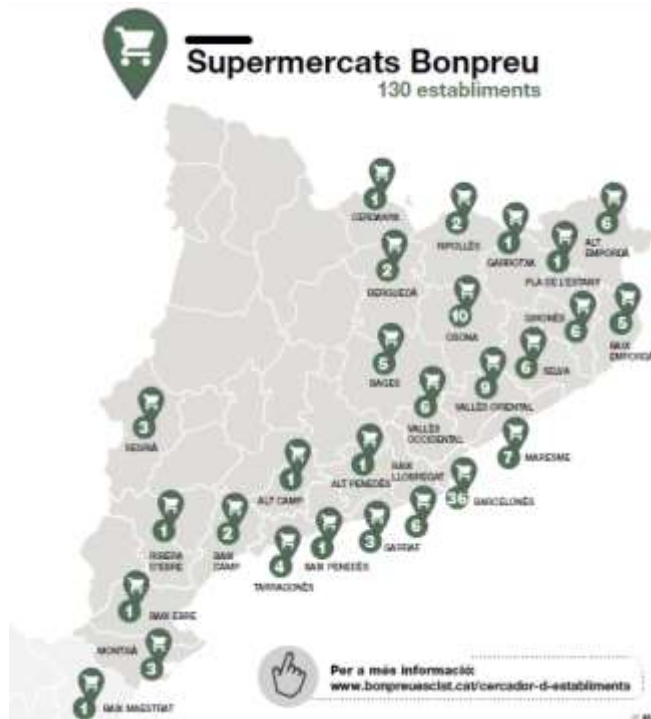 Supermercats Bonpreu
130 establiments
1
CERDANYA
2
RIPOLLÈS
1
GARROTXA
6
ALT
EMPORDÀ
1
PLA DE L'ESTANY
2
BERGUEDÀ
10
OSONA
GIRONÈS
6
5
BAIX
EMPORDÀ
5
BAGES
6
SELVA
9
VALLÈS ORIENTAL
6
VALLÈS
OCCIDENTAL
3
SEGRIÀ
7
MARESME
1
ALT CAMP
1
ALT PENEDÈS
BAIX
LLOBREGAT
6
36
BARCELONÈS
1
RIBERA
D'EBRE
2
BAIX
CAMP
4
TARRAGONÈS
1
BAIX PENEDÈS
3
GARRAF
1
BAIX EBRE
MONTSIÀ
3
1
BAIX MAESTRAT
Per a més informació:
www.bonpreuesclat.cat/cercador-d-establiments